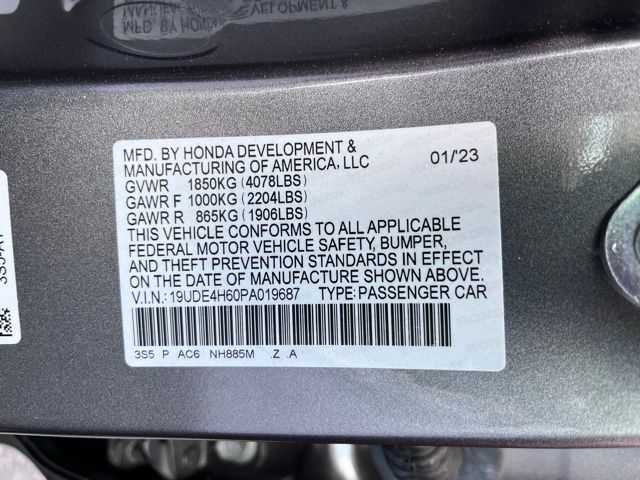 MFD. BY HONDA DEVELOPMENT &
MANUFACTURING OF AMERICA, LLC 01/'23
GVWR 1850KG (4078LBS)
GAWR F 1000KG (2204LBS)
GAWR R 865KG (1906LBS)
THIS VEHICLE CONFORMS TO ALL APPLICABLE
FEDERAL MOTOR VEHICLE SAFETY, BUMPER,
AND THEFT PREVENTION STANDARDS IN EFFECT
ON THE DATE OF MANUFACTURE SHOWN ABOVE.
V.I.N.: 19UDE4H60PA019687 TYPE: PASSENGER CAR
3S5 P AC6 NH885M .Z .A